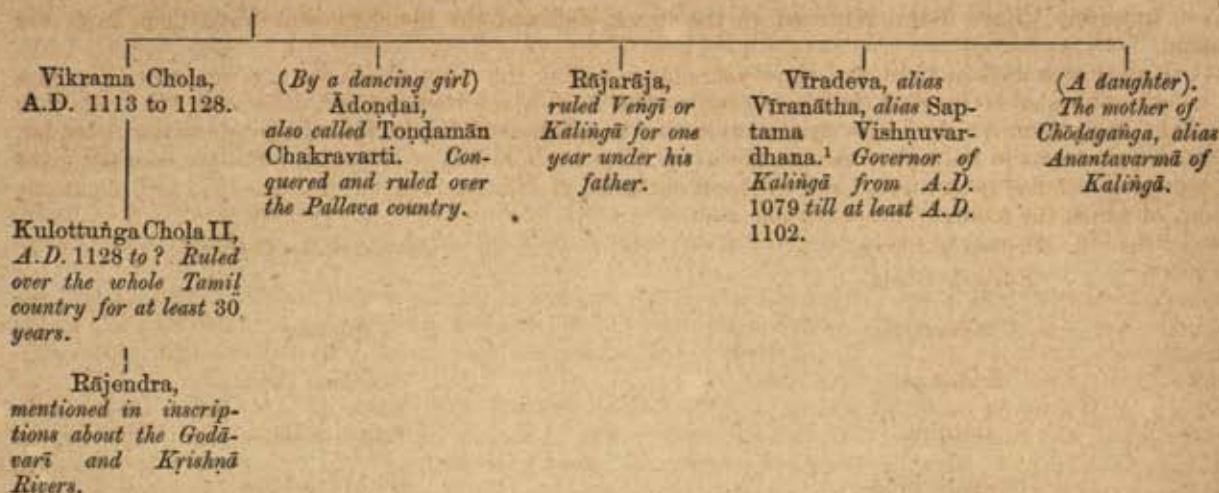 Vikrama Chola,
A.D. 1113 to 1128.
Kulottuṅga Chola II,
A.D. 1128 to ? Ruled
over the whole Tamiḷ
country for at least 30
years.
Rājendra,
mentioned in inscrip-
tions about the Godā-
varī and Kṛishṇā
Rivers.
(By a dancing girl)
Ādoṇḍai,
also called Toṇḍamān
Chakravarti. Con-
quered and ruled over
the Pallava country.
Rājarāja,
ruled Veṅgī or
Kaliṅgā for one
year under his
father.
Vīradeva, alias
Vīranātha, alias Sap-
tama Vishṇuvar-
dhana.¹ Governor of
Kaliṅgā from A.D.
1079 till at least A.D.
1102.
(A daughter).
The mother of
Chōḍagaṅga, alias
Anantavarmā of
Kaliṅgā.